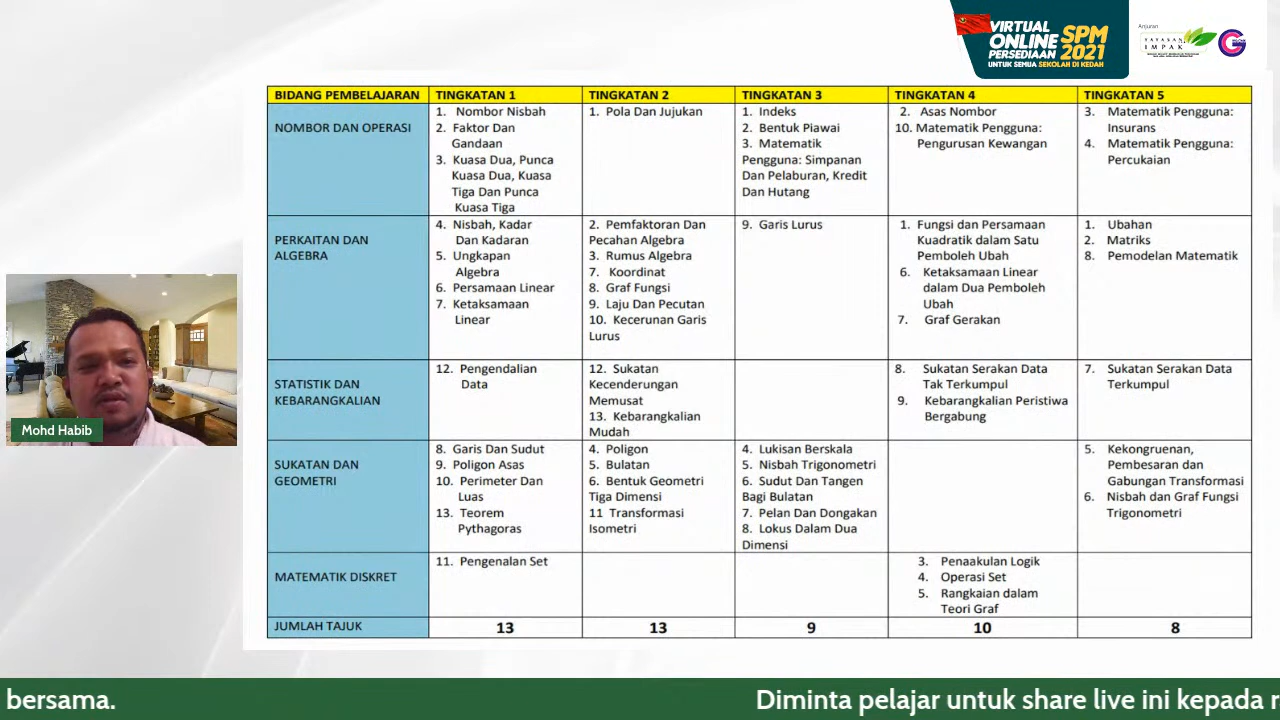 VIRTUAL
ONLINE
PERSEDIAAN
SPM
2021
UNTUK SEMUA SEKOLAH DI KEDAH
Anjuran
YAYASAN
IMPAK
G
BIDANG PEMBELAJARAN
TINGKATAN 1
TINGKATAN 2
TINGKATAN 3
TINGKATAN 4
TINGKATAN 5
NOMBOR DAN OPERASI
1. Nombor Nisbah
2. Faktor Dan
Gandaan
3. Kuasa Dua, Punca
Kuasa Dua, Kuasa
Tiga Dan Punca
Kuasa Tiga
1. Pola Dan Jujukan
1. Indeks
2. Bentuk Piawai
3. Matematik
Pengguna: Simpanan
Dan Pelaburan, Kredit
Dan Hutang
2. Asas Nombor
10. Matematik Pengguna:
Pengurusan Kewangan
3. Matematik Pengguna:
Insurans
4. Matematik Pengguna:
Percukaian
PERKAITAN DAN
ALGEBRA
4. Nisbah, Kadar
Dan Kadaran
5. Ungkapan
Algebra
6. Persamaan Linear
7. Ketaksamaan
Linear
2. Pemfaktoran Dan
Pecahan Algebra
3. Rumus Algebra
7. Koordinat
8. Graf Fungsi
9. Laju Dan Pecutan
10. Kecerunan Garis
Lurus
9. Garis Lurus
1. Fungsi dan Persamaan
Kuadratik dalam Satu
Pemboleh Ubah
6. Ketaksamaan Linear
dalam Dua Pemboleh
Ubah
7. Graf Gerakan
1. Ubahan
2. Matriks
8. Pemodelan Matematik
STATISTIK DAN
KEBARANGKALIAN
12. Pengendalian
Data
12. Sukatan
Kecenderungan
Memusat
13. Kebarangkalian
Mudah
8. Sukatan Serakan Data
Tak Terkumpul
9. Kebarangkalian Peristiwa
Bergabung
7. Sukatan Serakan Data
Terkumpul
SUKATAN DAN
GEOMETRI
8. Garis Dan Sudut
9. Poligon Asas
10. Perimeter Dan
Luas
13. Teorem
Pythagoras
4. Poligon
5. Bulatan
6. Bentuk Geometri
Tiga Dimensi
11 Transformasi
Isometri
4. Lukisan Berskala
5. Nisbah Trigonometri
6. Sudut Dan Tangen
Bagi Bulatan
7. Pelan Dan Dongakan
8. Lokus Dalam Dua
Dimensi
5. Kekongruenan,
Pembesaran dan
Gabungan Transformasi
6. Nisbah dan Graf Fungsi
Trigonometri
MATEMATIK DISKRET
11. Pengenalan Set
3. Penaakulan Logik
4. Operasi Set
5. Rangkaian dalam
Teori Graf
JUMLAH TAJUK
13
13
9
10
8
Mohd Habib
bersama.
Diminta pelajar untuk share live ini kepada r